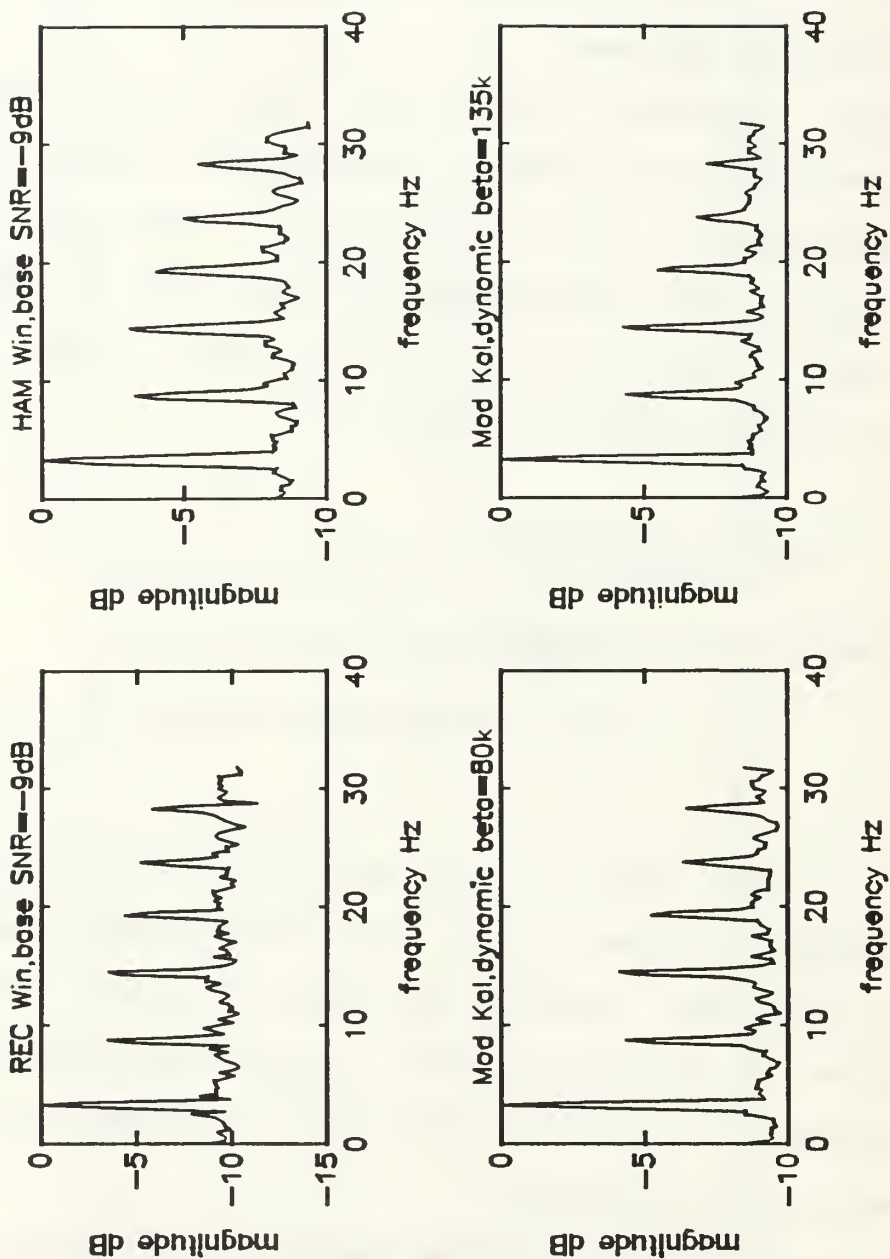 REC Win,base SNR=-9dB
0
-5
-10
-15
magnitude dB
0 10 20 30 40
frequency Hz
HAM Win,base SNR=-9dB
0
-5
-10
magnitude dB
0 10 20 30 40
frequency Hz
Mod Kal,dynamic beta=80k
0
-5
-10
magnitude dB
0 10 20 30 40
frequency Hz
Mod Kal,dynamic beta=135k
0
-5
-10
magnitude dB
0 10 20 30 40
frequency Hz